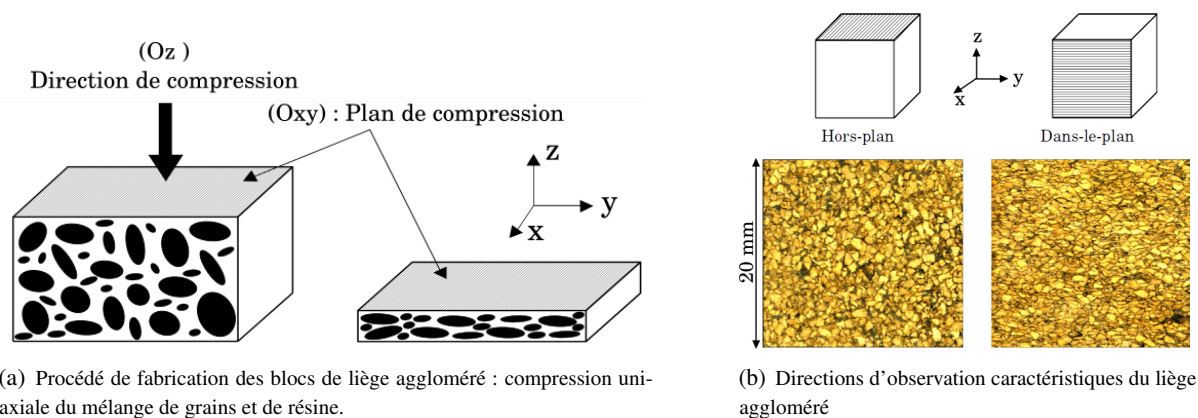 (Oz )
Direction de compression
(Oxy) : Plan de compression
z
y
x
(a) Procédé de fabrication des blocs de liège aggloméré : compression uni-
axiale du mélange de grains et de résine.
z
y
x
Hors-plan
Dans-le-plan
20 mm
(b) Directions d'observation caractéristiques du liège
aggloméré